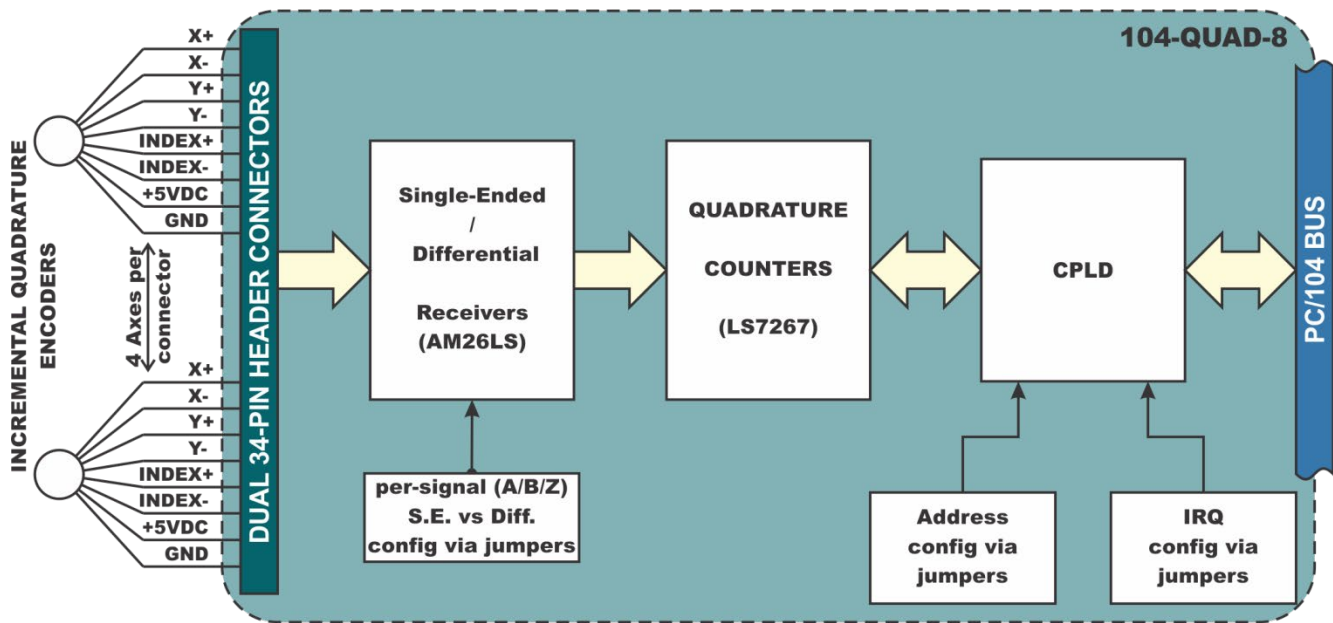 104-QUAD-8
X+
X-
Y+
Y-
INDEX+
INDEX-
+5VDC
GND
INCREMENTAL QUADRATURE
ENCODERS
4 Axes per
connector
X+
X-
Y+
Y-
INDEX+
INDEX-
+5VDC
GND
DUAL 34-PIN HEADER CONNECTORS
Single-Ended
/
Differential
Receivers
(AM26LS)
per-signal (A/B/Z)
S.E. vs Diff.
config via jumpers
QUADRATURE
COUNTERS
(LS7267)
CPLD
Address
config via
jumpers
IRQ
config via
jumpers
PC/104 BUS